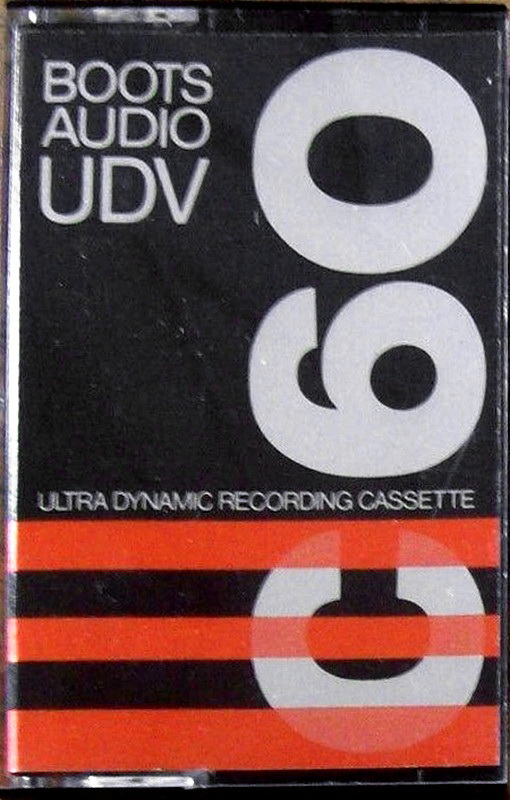 BOOTS
AUDIO
UDV
C60
ULTRA DYNAMIC RECORDING CASSETTE